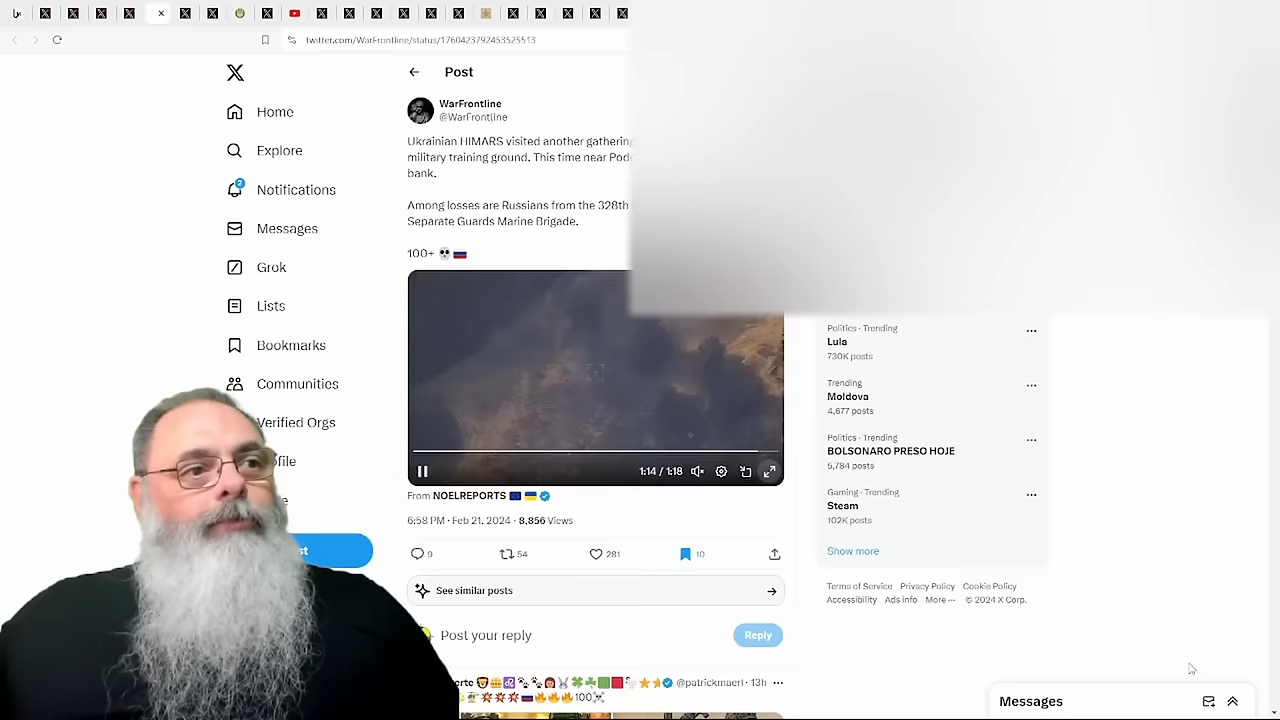 twitter.com/WarFrontline/status/1760423792453525513
Post
WarFrontline
@WarFrontline
Home
Explore
2
Notifications
Messages
Grok
Lists
Bookmarks
Communities
Verified Orgs
Ukrainian HIMARS visited another gathering
military training ground. This time near
bank.
Among losses are Russians from the 328th
Separate Guards Marine Brigade.
100+ 💀🇷🇺
1:14 / 1:18
From NOELREPORTS 🇪🇺 🇺🇦
6:58 PM · Feb 21, 2024 · 8,856 Views
9 54 281 10
See similar posts
Post your reply
Reply
@patrickmaerl · 13h
100
Politics · Trending
Lula
730K posts
Trending
Moldova
4,677 posts
Politics · Trending
BOLSONARO PRESO HOJE
5,784 posts
Gaming · Trending
Steam
102K posts
Show more
Terms of Service Privacy Policy Cookie Policy
Accessibility Ads info More ··· © 2024 X Corp.
Messages